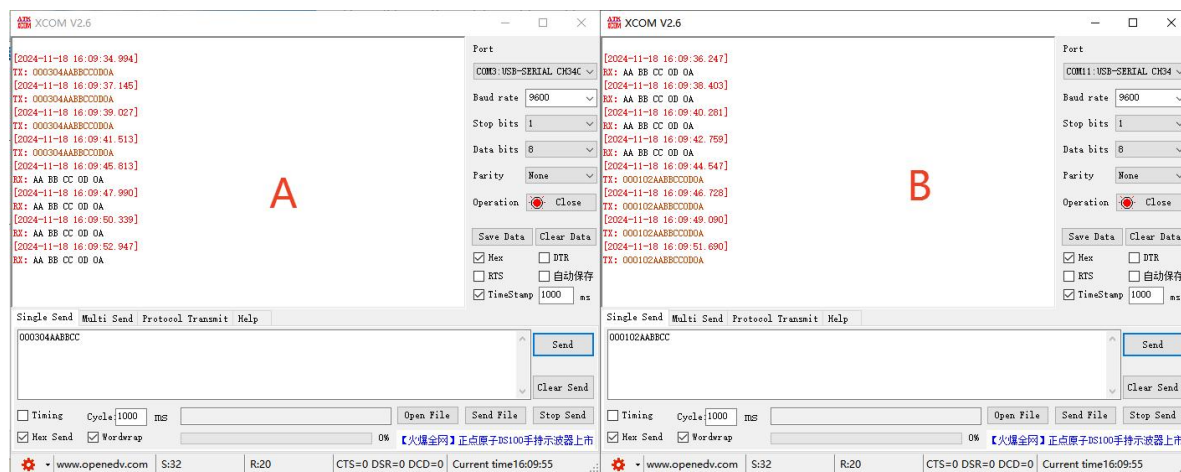 XCOM V2.6
[2024-11-18 16:09:34.994]
TX: 000304AABBCC0D0A
[2024-11-18 16:09:37.145]
TX: 000304AABBCC0D0A
[2024-11-18 16:09:39.027]
TX: 000304AABBCC0D0A
[2024-11-18 16:09:41.513]
TX: 000304AABBCC0D0A
[2024-11-18 16:09:45.813]
RX: AA BB CC 0D 0A
[2024-11-18 16:09:47.990]
RX: AA BB CC 0D 0A
[2024-11-18 16:09:50.339]
RX: AA BB CC 0D 0A
[2024-11-18 16:09:52.947]
RX: AA BB CC 0D 0A
A
Port
COM3:USB-SERIAL CH34C
Baud rate 9600
Stop bits 1
Data bits 8
Parity None
Operation Close
Save Data Clear Data
Hex DTR
RTS 自动保存
TimeStamp 1000 ms
Single Send Multi Send Protocol Transmit Help
000304AABBCC
Send
Clear Send
Timing Cycle: 1000 ms Open File Send File Stop Send
Hex Send Wordwrap 0% 【火爆全网】正点原子DS100手持示波器上市
www.openedv.com S:32 R:20 CTS=0 DSR=0 DCD=0 Current time16:09:55
XCOM V2.6
[2024-11-18 16:09:36.247]
RX: AA BB CC 0D 0A
[2024-11-18 16:09:38.403]
RX: AA BB CC 0D 0A
[2024-11-18 16:09:40.281]
RX: AA BB CC 0D 0A
[2024-11-18 16:09:42.759]
RX: AA BB CC 0D 0A
[2024-11-18 16:09:44.547]
TX: 000102AABBCC0D0A
[2024-11-18 16:09:46.728]
TX: 000102AABBCC0D0A
[2024-11-18 16:09:49.090]
TX: 000102AABBCC0D0A
[2024-11-18 16:09:51.690]
TX: 000102AABBCC0D0A
B
Port
COM11:USB-SERIAL CH34
Baud rate 9600
Stop bits 1
Data bits 8
Parity None
Operation Close
Save Data Clear Data
Hex DTR
RTS 自动保存
TimeStamp 1000 ms
Single Send Multi Send Protocol Transmit Help
000102AABBCC
Send
Clear Send
Timing Cycle: 1000 ms Open File Send File Stop Send
Hex Send Wordwrap 0% 【火爆全网】正点原子DS100手持示波器上市
www.openedv.com S:32 R:20 CTS=0 DSR=0 DCD=0 Current time16:09:55